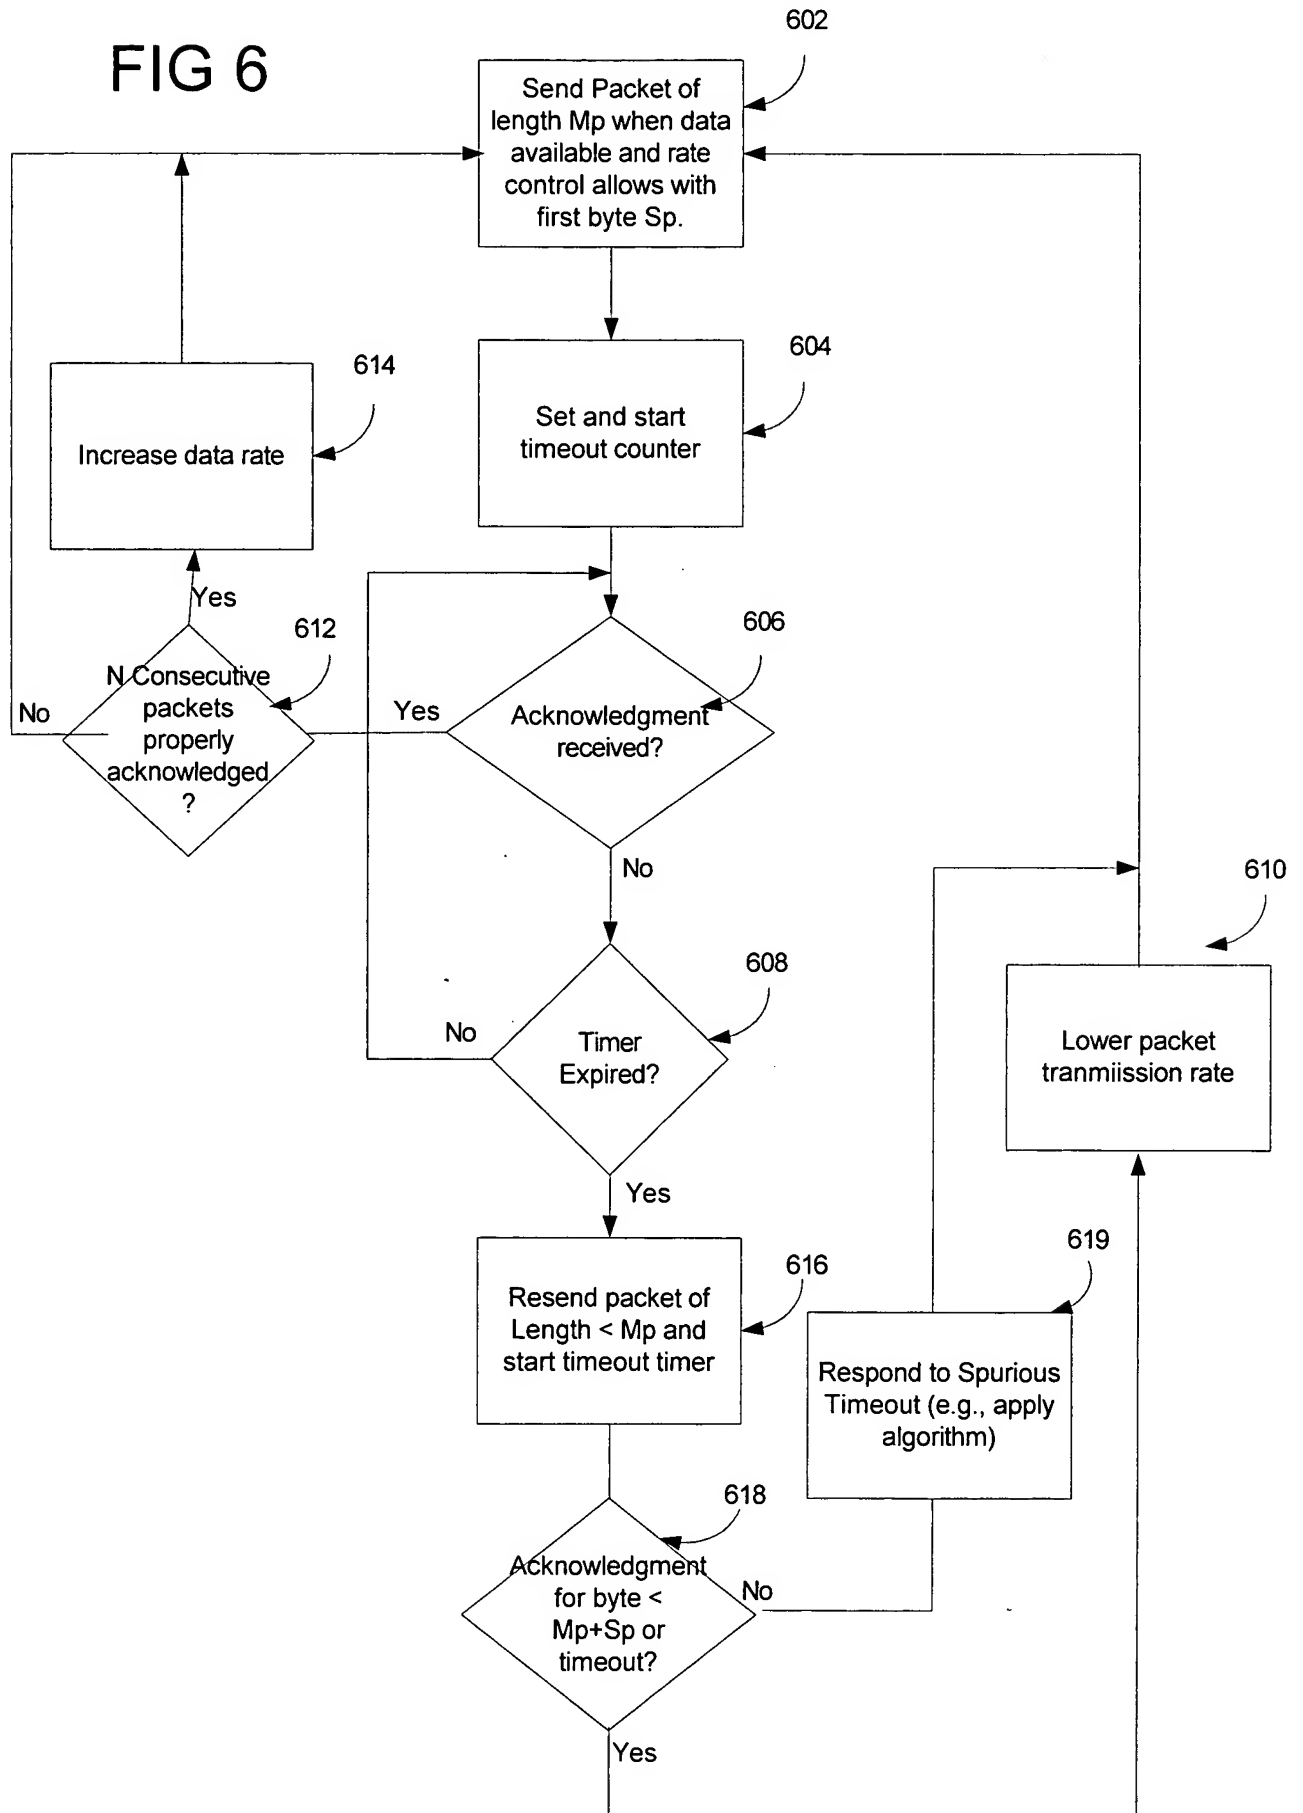 FIG 6
602
Send Packet of
length Mp when data
available and rate
control allows with
first byte Sp.
604
Set and start
timeout counter
614
Increase data rate
Yes
612
N Consecutive
packets
properly
acknowledged
?
No
606
Yes
Acknowledgment
received?
No
608
No
Timer
Expired?
Yes
610
Lower packet
tranmiission rate
616
Resend packet of
Length < Mp and
start timeout timer
619
Respond to Spurious
Timeout (e.g., apply
algorithm)
618
Acknowledgment
for byte <
Mp+Sp or
timeout?
No
Yes